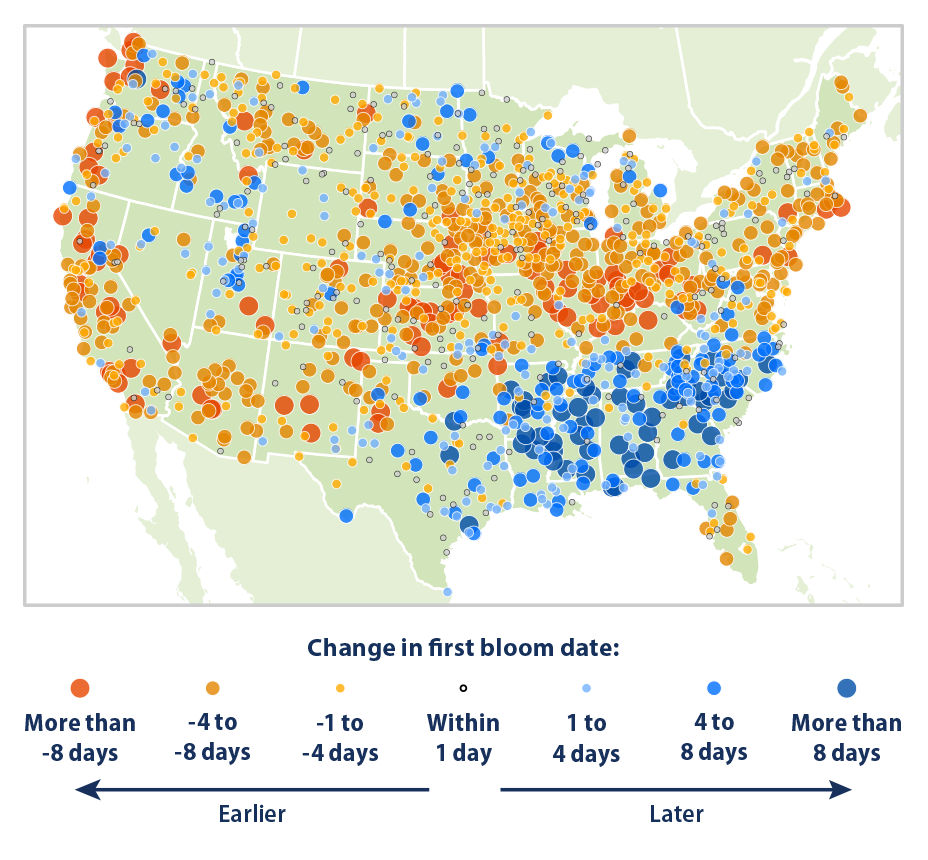 Change in first bloom date:
More than -4 to -1 to Within 1 to 4 to More than
-8 days -8 days -4 days 1 day 4 days 8 days 8 days
Earlier Later